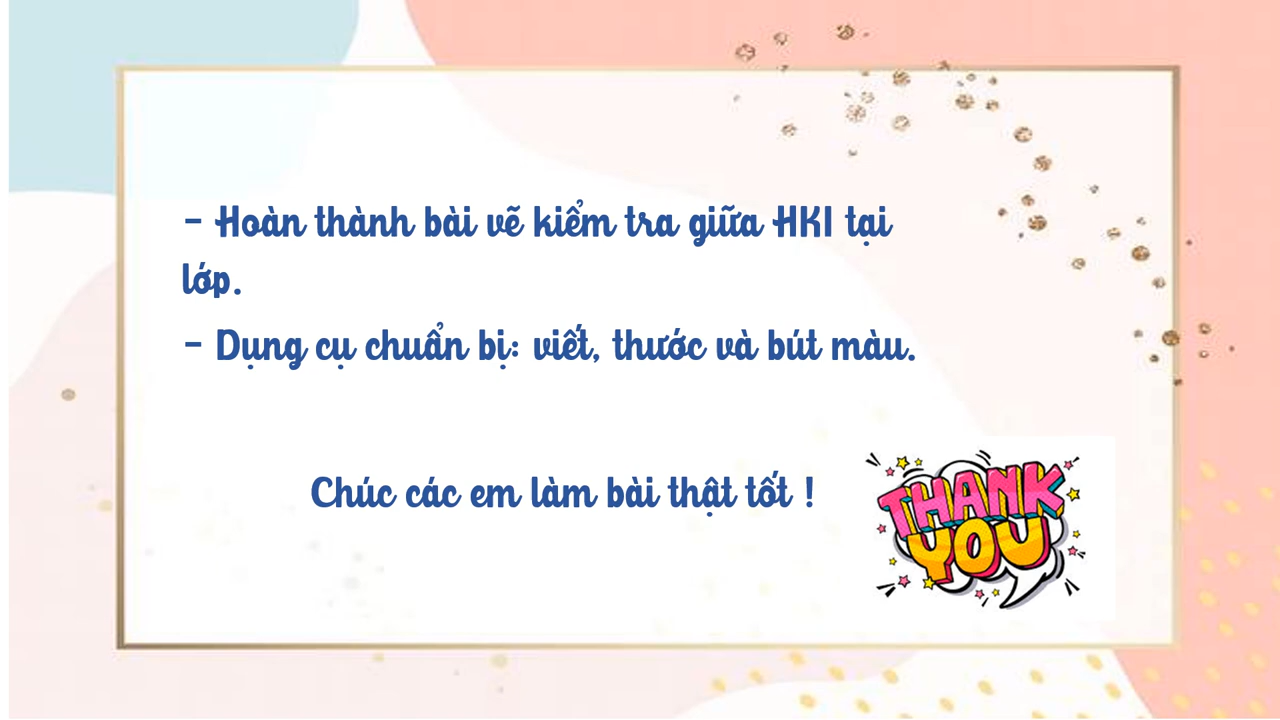 - Hoàn thành bài vẽ kiểm tra giữa HKI tại
lớp.
- Dụng cụ chuẩn bị: viết, thước và bút màu.
Chúc các em làm bài thật tốt !
THANK
YOU